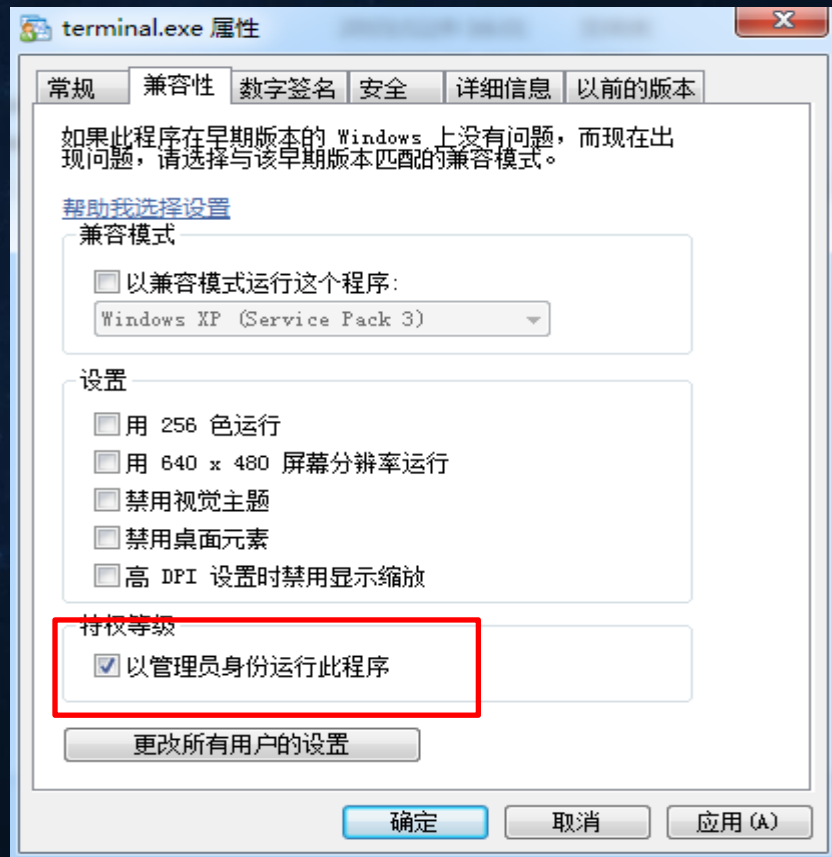 terminal.exe 属性
常规 兼容性 数字签名 安全 详细信息 以前的版本
如果此程序在早期版本的 Windows 上没有问题，而现在出
现问题，请选择与该早期版本匹配的兼容模式。
帮助我选择设置
兼容模式
以兼容模式运行这个程序:
Windows XP (Service Pack 3)
设置
用 256 色运行
用 640 x 480 屏幕分辨率运行
禁用视觉主题
禁用桌面元素
高 DPI 设置时禁用显示缩放
特权等级
以管理员身份运行此程序
更改所有用户的设置
确定 取消 应用(A)